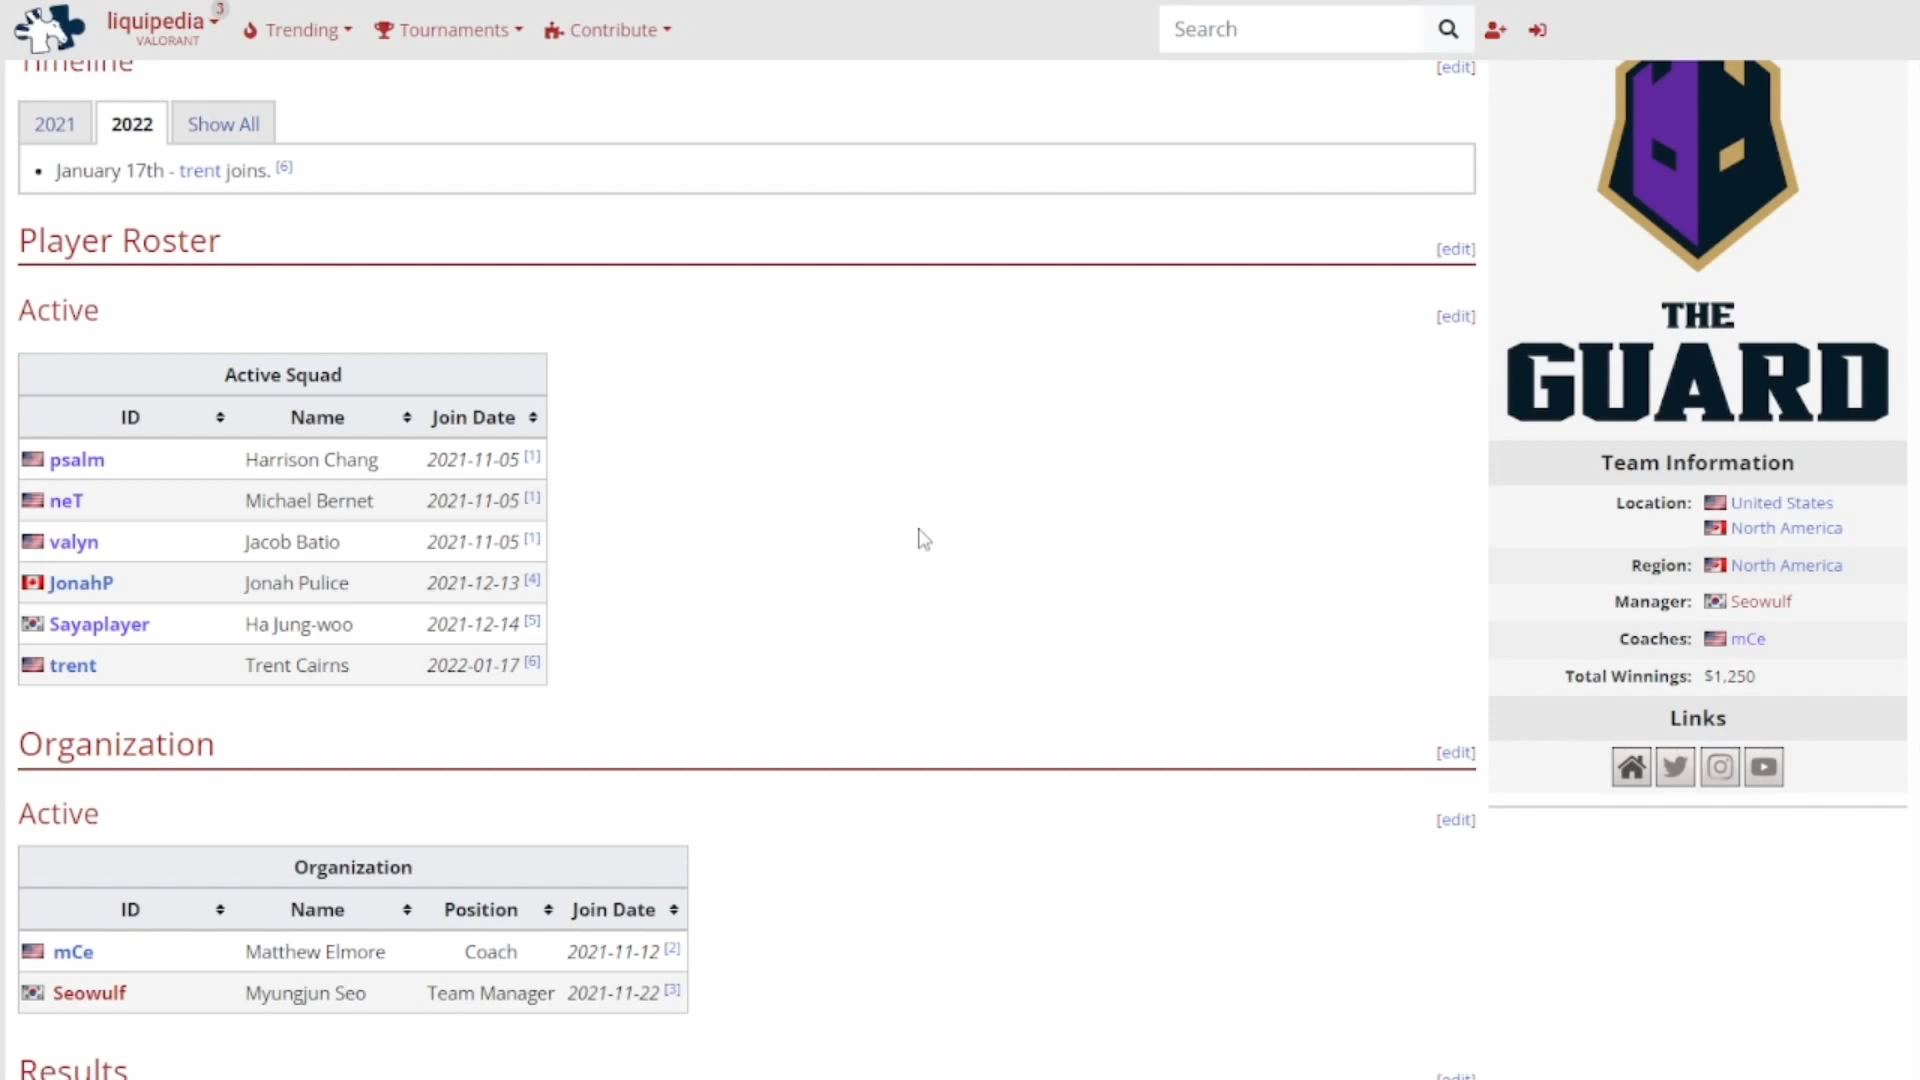 liquipedia 3
VALORANT
Trending
Tournaments
Contribute
Search
Timeline
[edit]
2021
2022
Show All
January 17th - trent joins. [6]
Player Roster
[edit]
Active
[edit]
Active Squad
ID Name Join Date
psalm Harrison Chang 2021-11-05 [1]
neT Michael Bernet 2021-11-05 [1]
valyn Jacob Batio 2021-11-05 [1]
JonahP Jonah Pulice 2021-12-13 [4]
Sayaplayer Ha Jung-woo 2021-12-14 [5]
trent Trent Cairns 2022-01-17 [6]
Organization
[edit]
Active
[edit]
Organization
ID Name Position Join Date
mCe Matthew Elmore Coach 2021-11-12 [2]
Seowulf Myungjun Seo Team Manager 2021-11-22 [3]
Results
[edit]
THE
GUARD
Team Information
Location: United States
North America
Region: North America
Manager: Seowulf
Coaches: mCe
Total Winnings: $1,250
Links